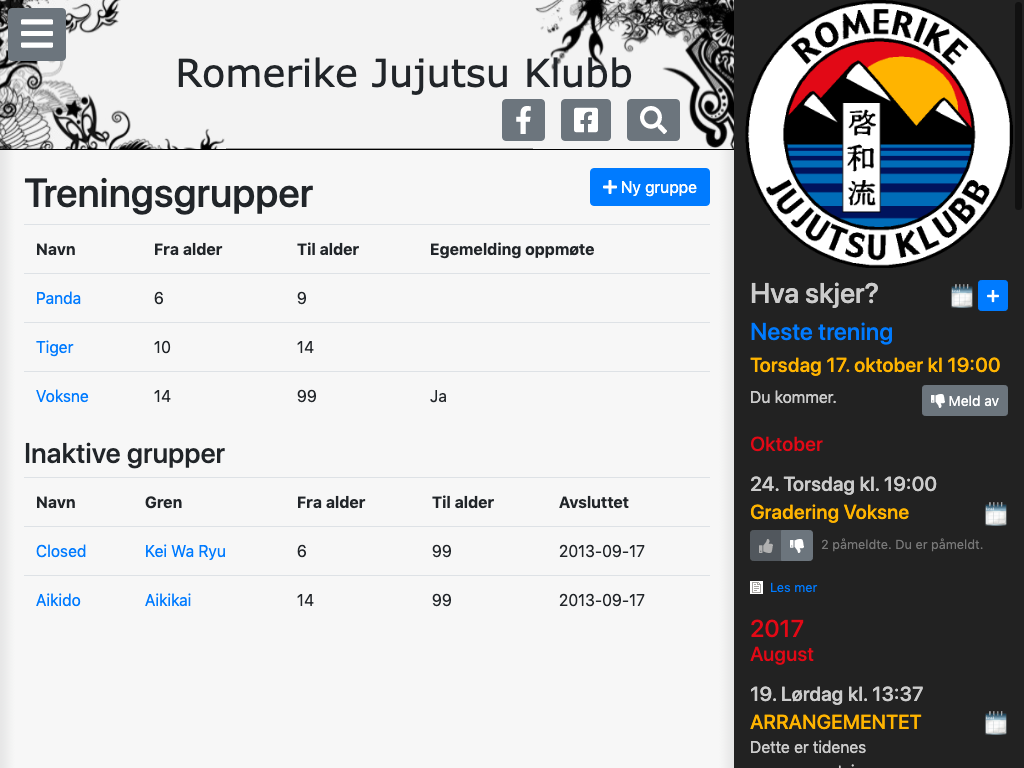 Romerike Jujutsu Klubb
Treningsgrupper
Ny gruppe
Navn Fra alder Til alder Egemelding oppmøte
Panda 6 9
Tiger 10 14
Voksne 14 99 Ja
Inaktive grupper
Navn Gren Fra alder Til alder Avsluttet
Closed Kei Wa Ryu 6 99 2013-09-17
Aikido Aikikai 14 99 2013-09-17
ROMERIKE
啓和流
JUJUTSU KLUBB
Hva skjer?
Neste trening
Torsdag 17. oktober kl 19:00
Du kommer.
Meld av
Oktober
24. Torsdag kl. 19:00
Gradering Voksne
2 påmeldte. Du er påmeldt.
Les mer
2017
August
19. Lørdag kl. 13:37
ARRANGEMENTET
Dette er tidenes